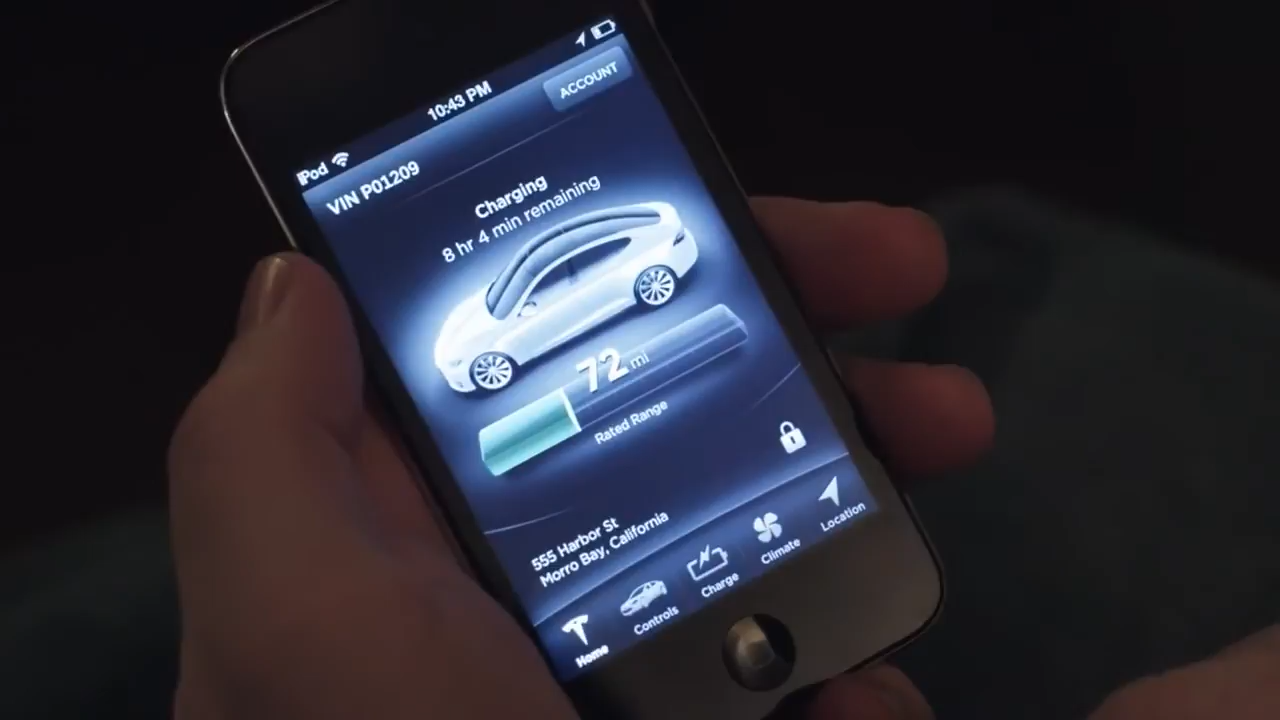 iPod 10:43 PM
VIN P01209 ACCOUNT
Charging
8 hr 4 min remaining
72 mi
Rated Range
555 Harbor St
Morro Bay, California
Home Controls Charge Climate Location